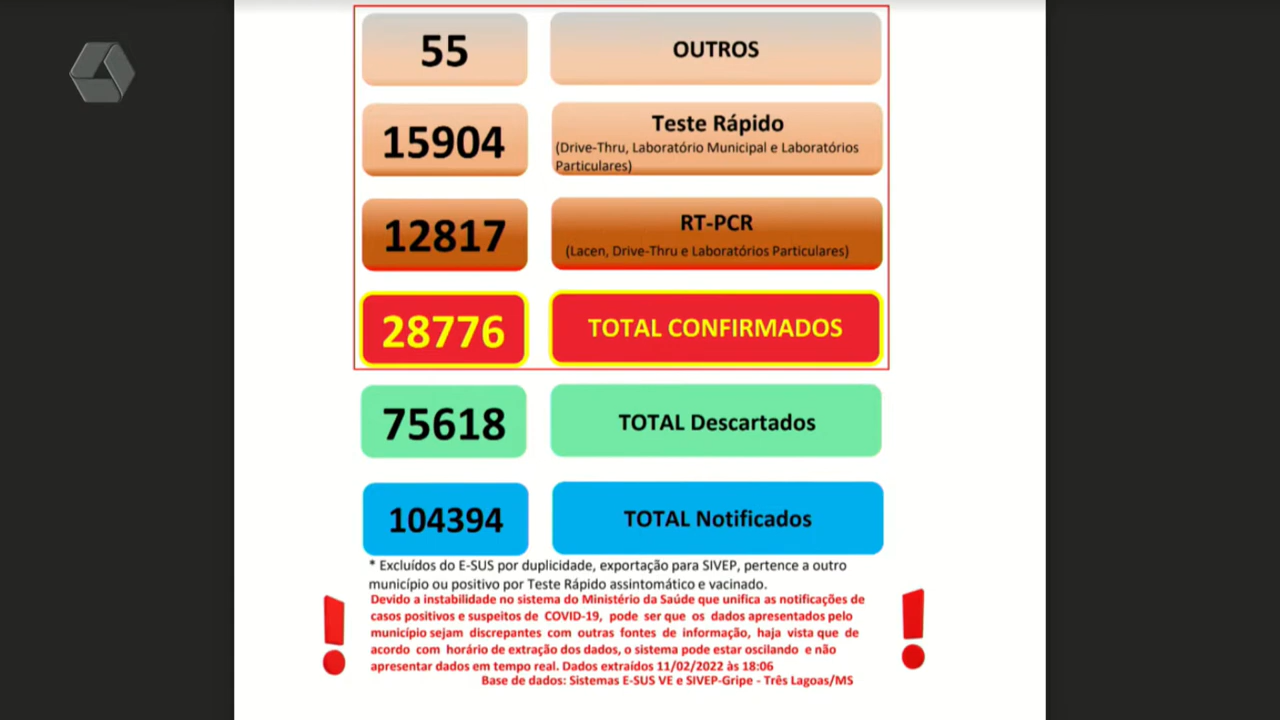 55
OUTROS
15904
Teste Rápido
(Drive-Thru, Laboratório Municipal e Laboratórios
Particulares)
12817
RT-PCR
(Lacen, Drive-Thru e Laboratórios Particulares)
28776
TOTAL CONFIRMADOS
75618
TOTAL Descartados
104394
TOTAL Notificados
* Excluídos do E-SUS por duplicidade, exportação para SIVEP, pertence a outro
município ou positivo por Teste Rápido assintomático e vacinado.
Devido a instabilidade no sistema do Ministério da Saúde que unifica as notificações de
casos positivos e suspeitos de COVID-19, pode ser que os dados apresentados pelo
município sejam discrepantes com outras fontes de informação, haja vista que de
acordo com horário de extração dos dados, o sistema pode estar oscilando e não
apresentar dados em tempo real. Dados extraídos 11/02/2022 às 18:06
Base de dados: Sistemas E-SUS VE e SIVEP-Gripe - Três Lagoas/MS